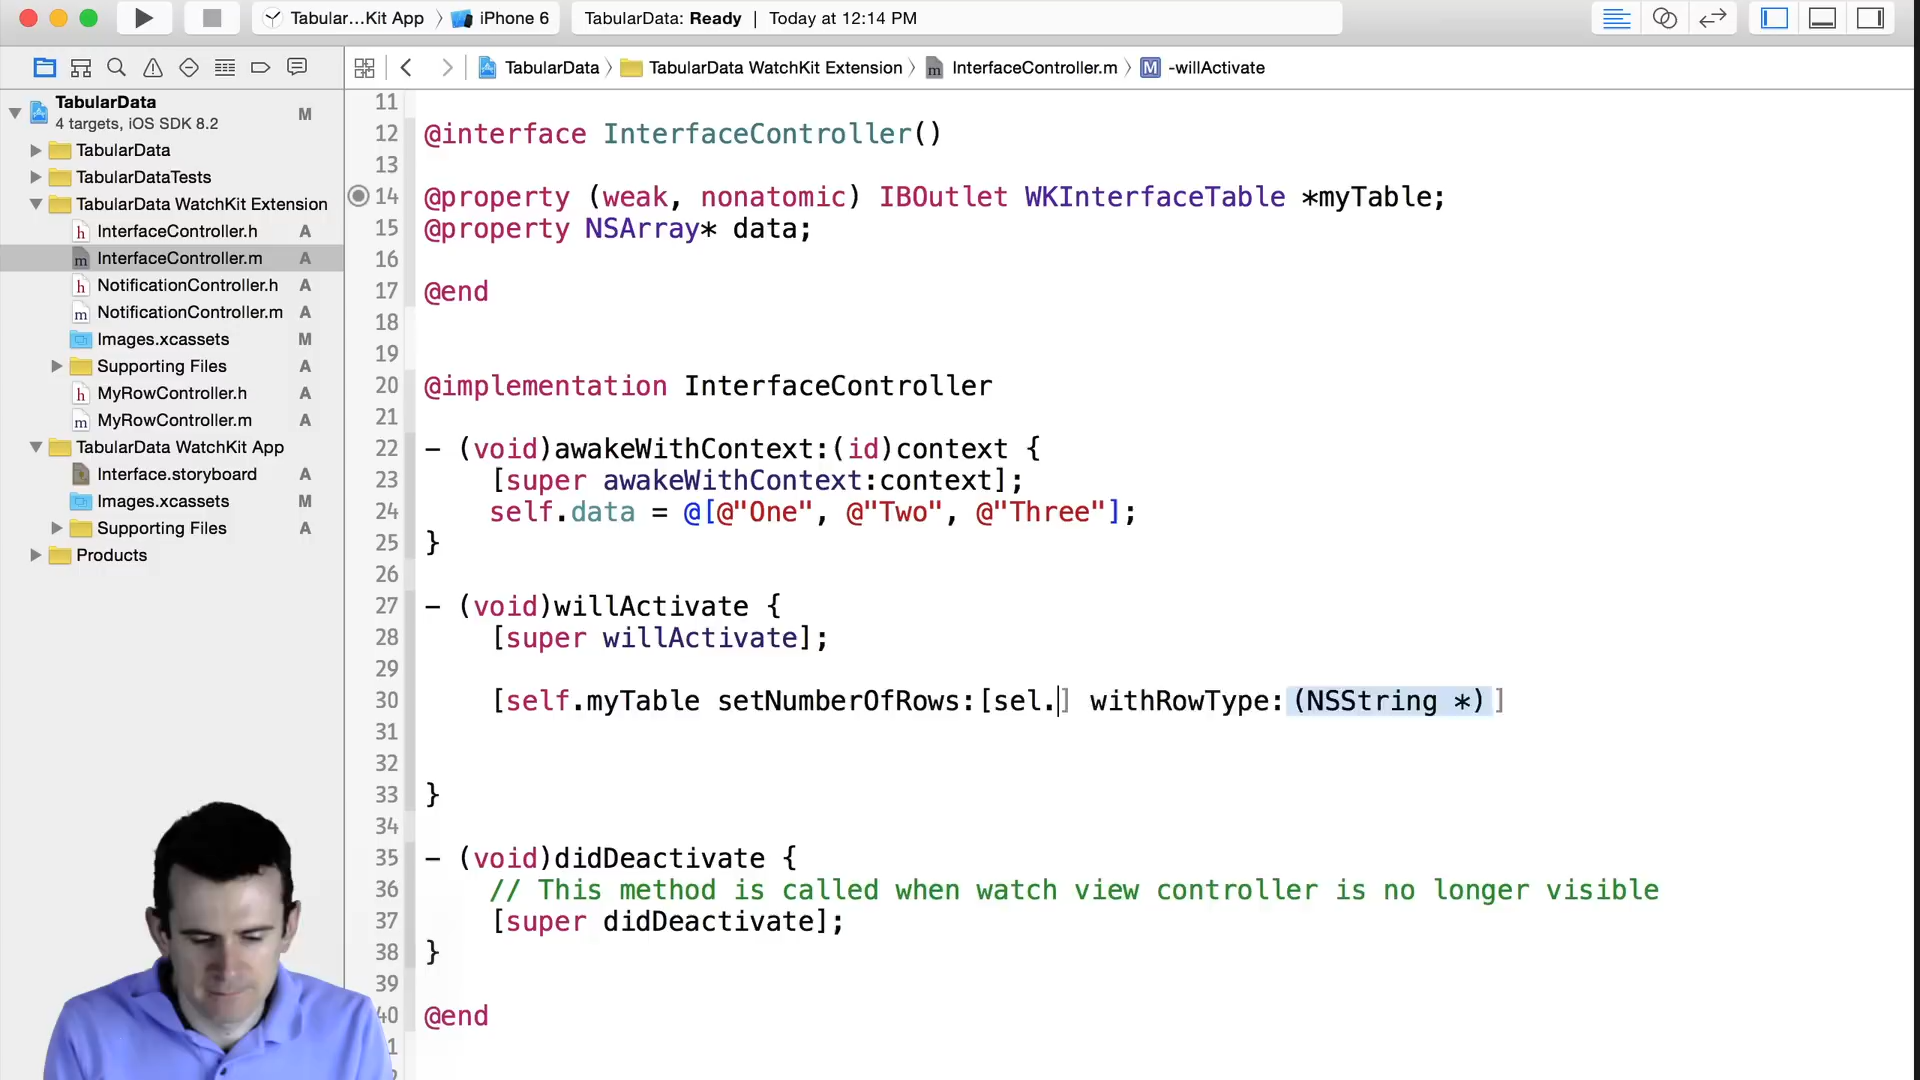 Tabular...Kit App
iPhone 6
TabularData: Ready | Today at 12:14 PM
TabularData
TabularData WatchKit Extension
InterfaceController.m
M
-willActivate
TabularData
4 targets, iOS SDK 8.2
M
TabularData
TabularDataTests
TabularData WatchKit Extension
h InterfaceController.h A
m InterfaceController.m A
h NotificationController.h A
m NotificationController.m A
Images.xcassets M
Supporting Files A
h MyRowController.h A
m MyRowController.m A
TabularData WatchKit App
Interface.storyboard A
Images.xcassets M
Supporting Files A
Products
11
12 @interface InterfaceController()
13
14 @property (weak, nonatomic) IBOutlet WKInterfaceTable *myTable;
15 @property NSArray* data;
16
17 @end
18
19
20 @implementation InterfaceController
21
22 - (void)awakeWithContext:(id)context {
23 [super awakeWithContext:context];
24 self.data = @[@"One", @"Two", @"Three"];
25 }
26
27 - (void)willActivate {
28 [super willActivate];
29
30 [self.myTable setNumberOfRows:[sel.] withRowType:(NSString *)]
31
32
33 }
34
35 - (void)didDeactivate {
36 // This method is called when watch view controller is no longer visible
37 [super didDeactivate];
38 }
39
40 @end